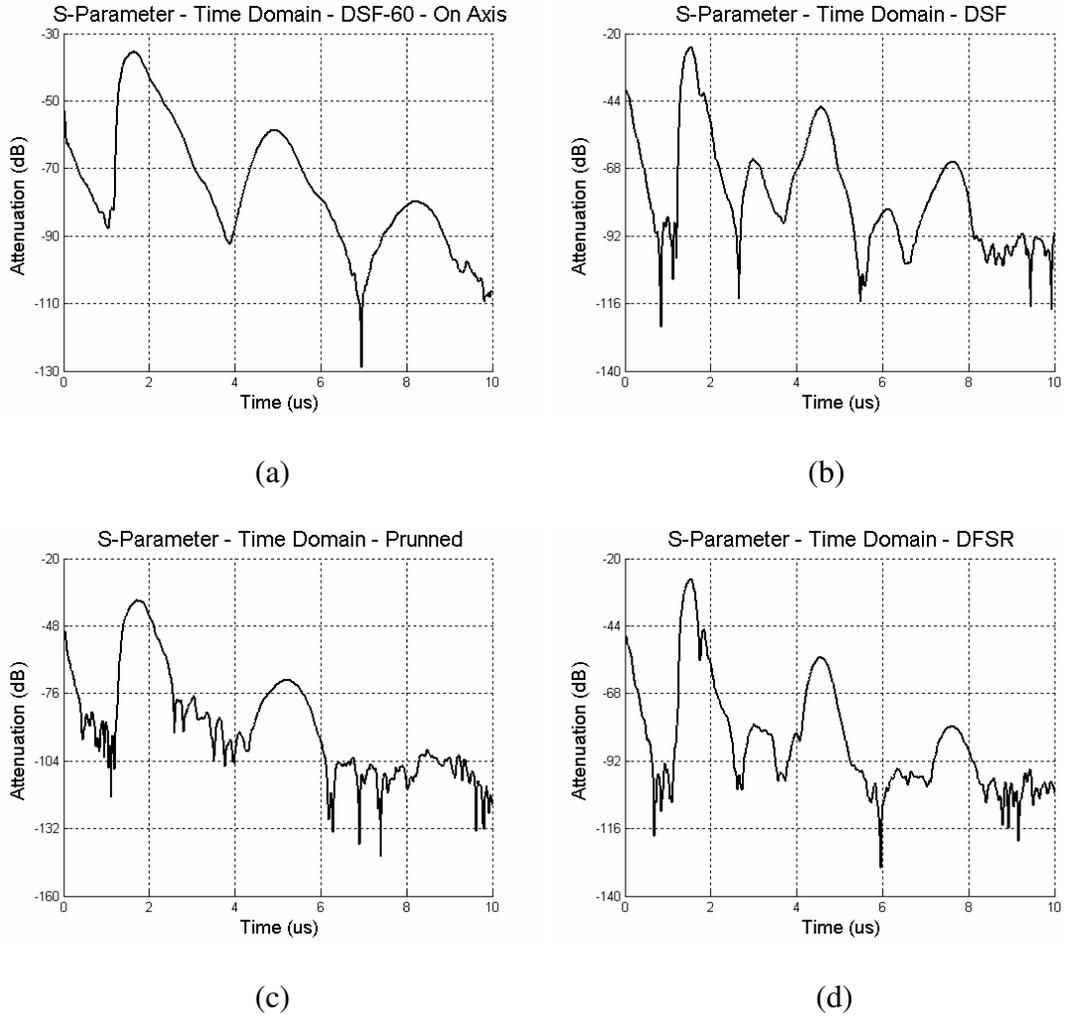 S-Parameter - Time Domain - DSF-60 - On Axis
-30
-50
-70
-90
-110
-130
Attenuation (dB)
0 2 4 6 8 10
Time (us)
(a)
S-Parameter - Time Domain - DSF
-20
-44
-68
-92
-116
-140
Attenuation (dB)
0 2 4 6 8 10
Time (us)
(b)
S-Parameter - Time Domain - Prunned
-20
-48
-76
-104
-132
-160
Attenuation (dB)
0 2 4 6 8 10
Time (us)
(c)
S-Parameter - Time Domain - DFSR
-20
-44
-68
-92
-116
-140
Attenuation (dB)
0 2 4 6 8 10
Time (us)
(d)